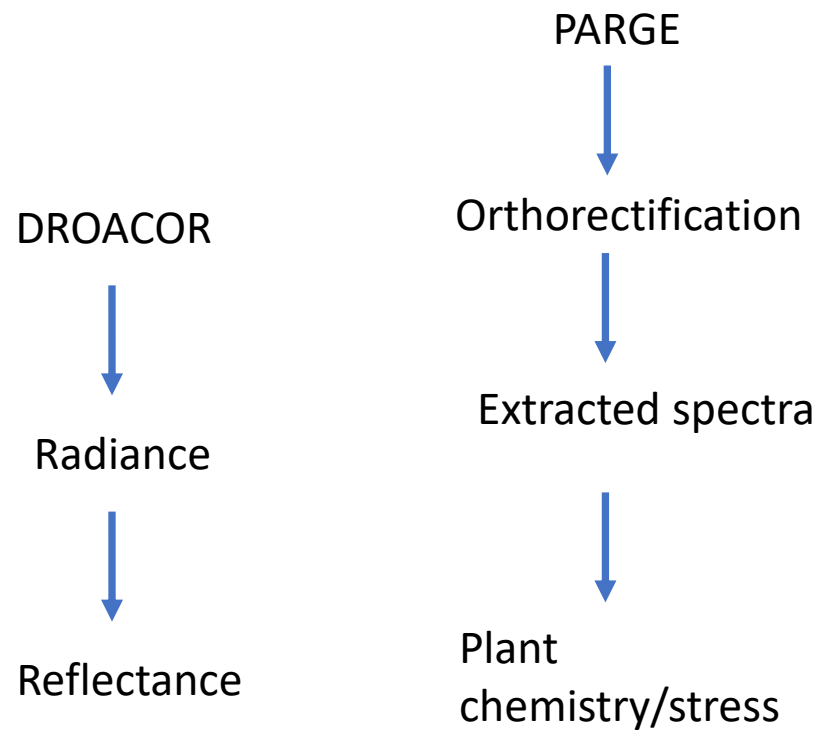 DROACOR
Radiance
Reflectance
PARGE
Orthorectification
Extracted spectra
Plant
chemistry/stress